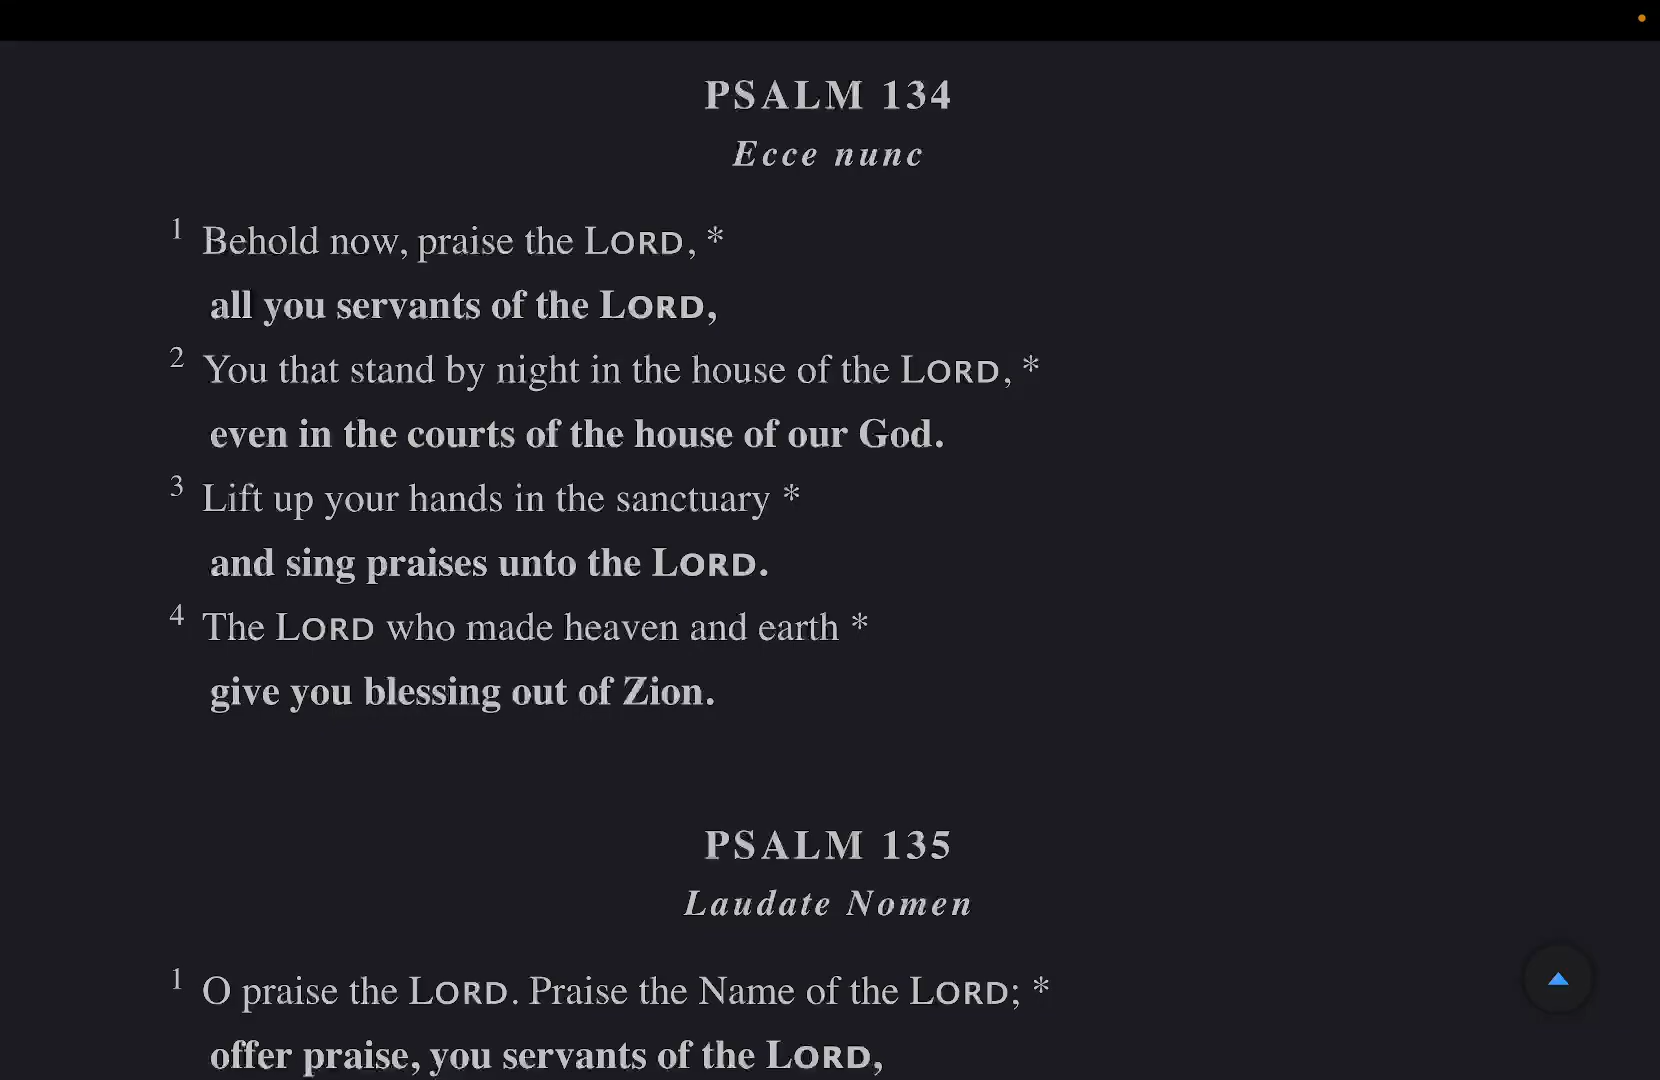 PSALM 134
Ecce nunc
1 Behold now, praise the LORD, *
all you servants of the LORD,
2 You that stand by night in the house of the LORD, *
even in the courts of the house of our God.
3 Lift up your hands in the sanctuary *
and sing praises unto the LORD.
4 The LORD who made heaven and earth *
give you blessing out of Zion.
PSALM 135
Laudate Nomen
1 O praise the LORD. Praise the Name of the LORD; *
offer praise, you servants of the LORD,